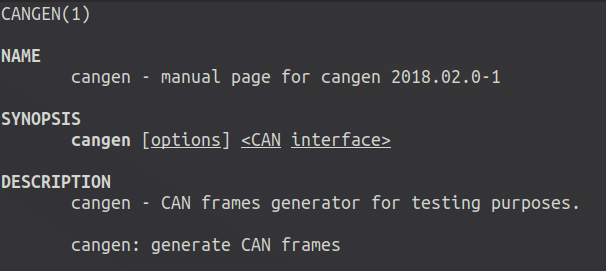 CANGEN(1)
NAME
cangen - manual page for cangen 2018.02.0-1
SYNOPSIS
cangen [options] <CAN interface>
DESCRIPTION
cangen - CAN frames generator for testing purposes.
cangen: generate CAN frames